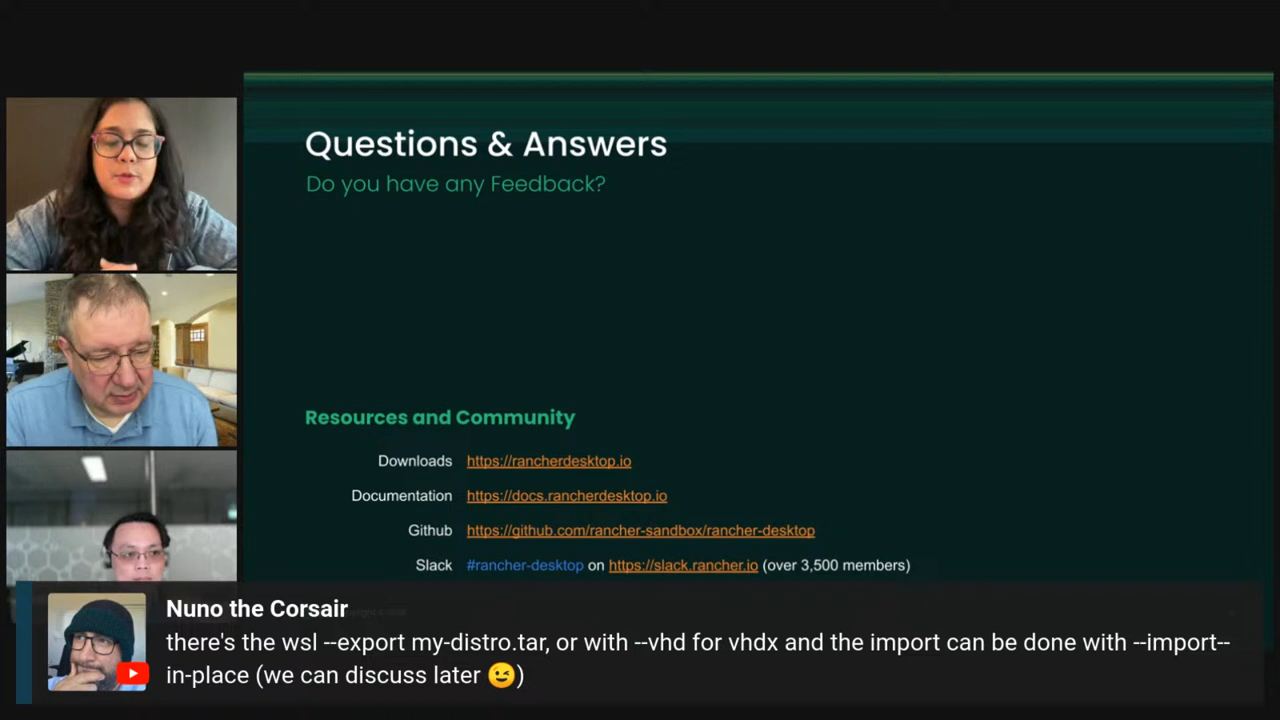 Questions & Answers
Do you have any Feedback?
Resources and Community
Downloads https://rancherdesktop.io
Documentation https://docs.rancherdesktop.io
Github https://github.com/rancher-sandbox/rancher-desktop
Slack #rancher-desktop on https://slack.rancher.io (over 3,500 members)
Nuno the Corsair
there's the wsl --export my-distro.tar, or with --vhd for vhdx and the import can be done with --import--
in-place (we can discuss later 😉)